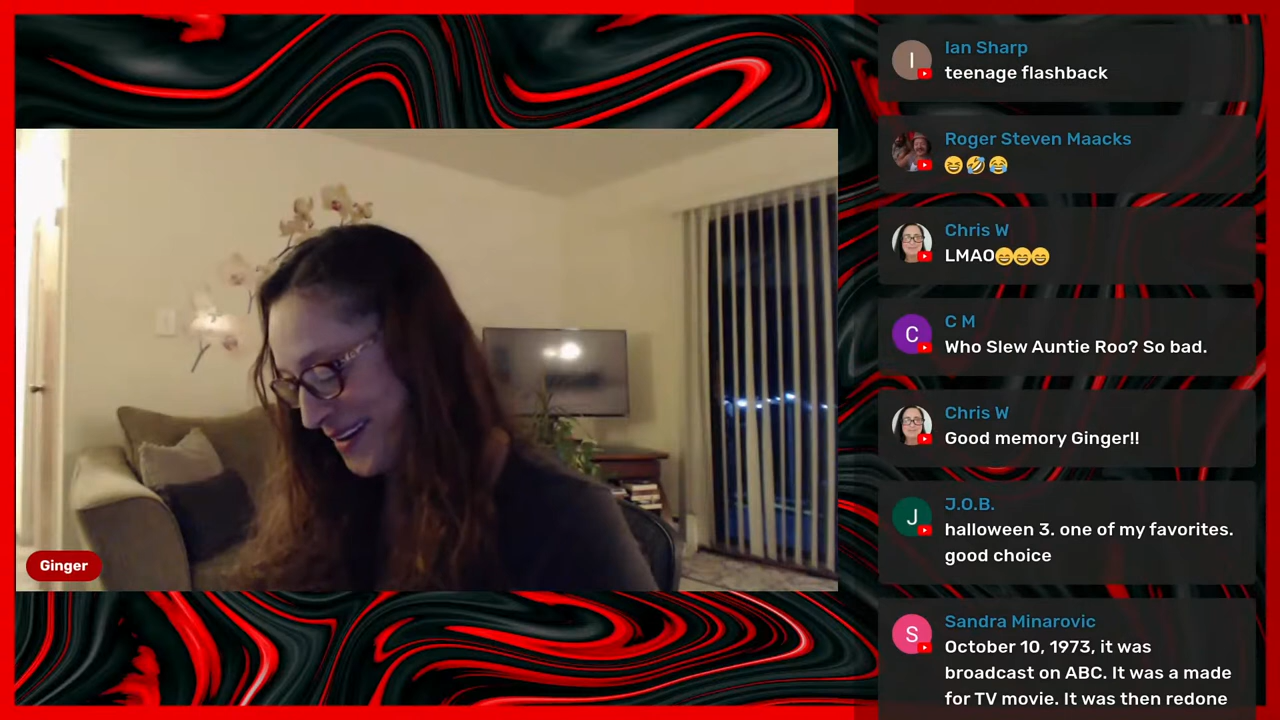 Ian Sharp
teenage flashback
Roger Steven Maacks
😆🤣😂
Chris W
LMAO😄😄😄
C M
C
Who Slew Auntie Roo? So bad.
Chris W
Good memory Ginger!!
J.O.B.
J
halloween 3. one of my favorites.
good choice
Ginger
Sandra Minarovic
S
October 10, 1973, it was
broadcast on ABC. It was a made
for TV movie. It was then redone